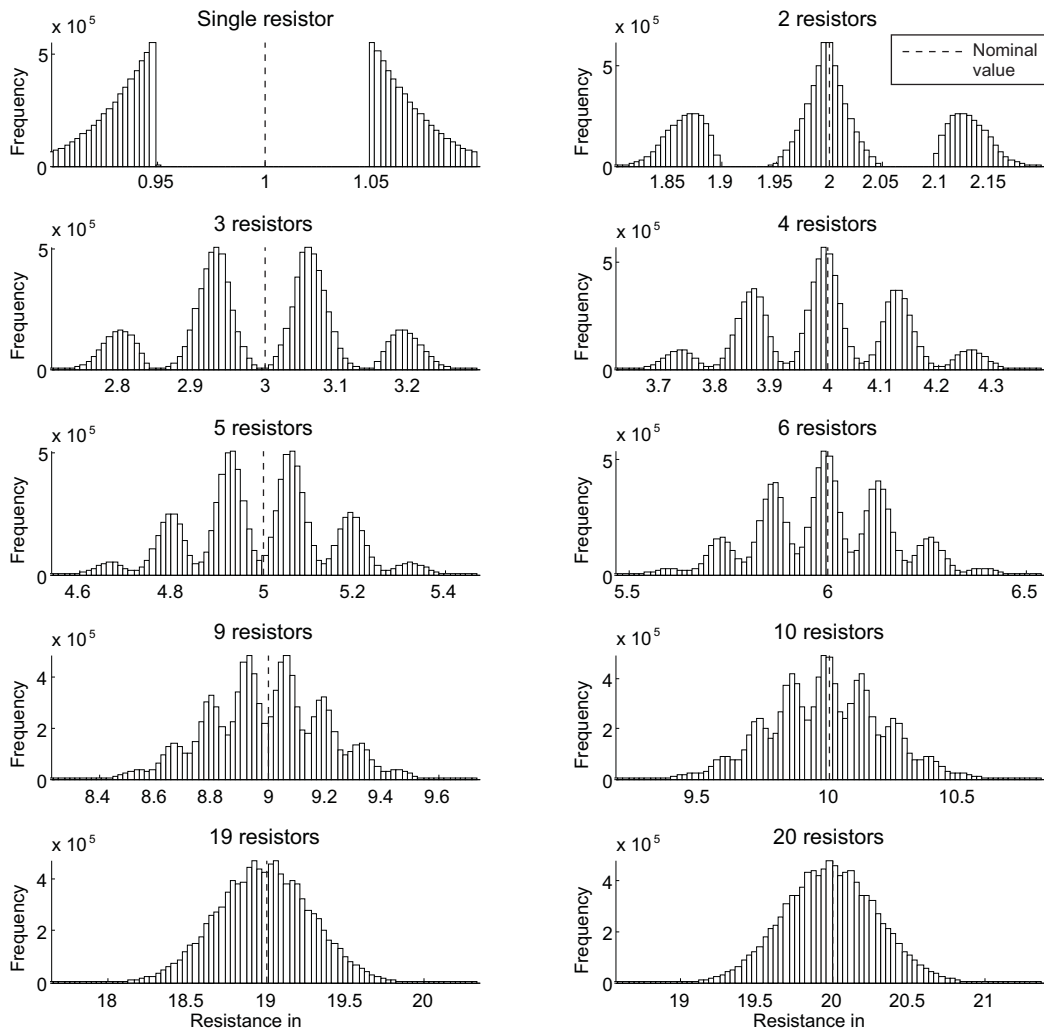 Single resistor
x 10 5
Frequency
5
0
0.95 1 1.05
2 resistors
x 10 5
Nominal
value
Frequency
5
0
1.85 1.9 1.95 2 2.05 2.1 2.15
3 resistors
x 10 5
Frequency
5
0
2.8 2.9 3 3.1 3.2
4 resistors
x 10 5
Frequency
5
0
3.7 3.8 3.9 4 4.1 4.2 4.3
5 resistors
x 10 5
Frequency
5
0
4.6 4.8 5 5.2 5.4
6 resistors
x 10 5
Frequency
5
0
5.5 6 6.5
9 resistors
x 10 5
Frequency
4
2
0
8.4 8.6 8.8 9 9.2 9.4 9.6
10 resistors
x 10 5
Frequency
4
2
0
9.5 10 10.5
19 resistors
x 10 5
Frequency
4
2
0
18 18.5 19 19.5 20
Resistance in
20 resistors
x 10 5
Frequency
4
2
0
19 19.5 20 20.5 21
Resistance in